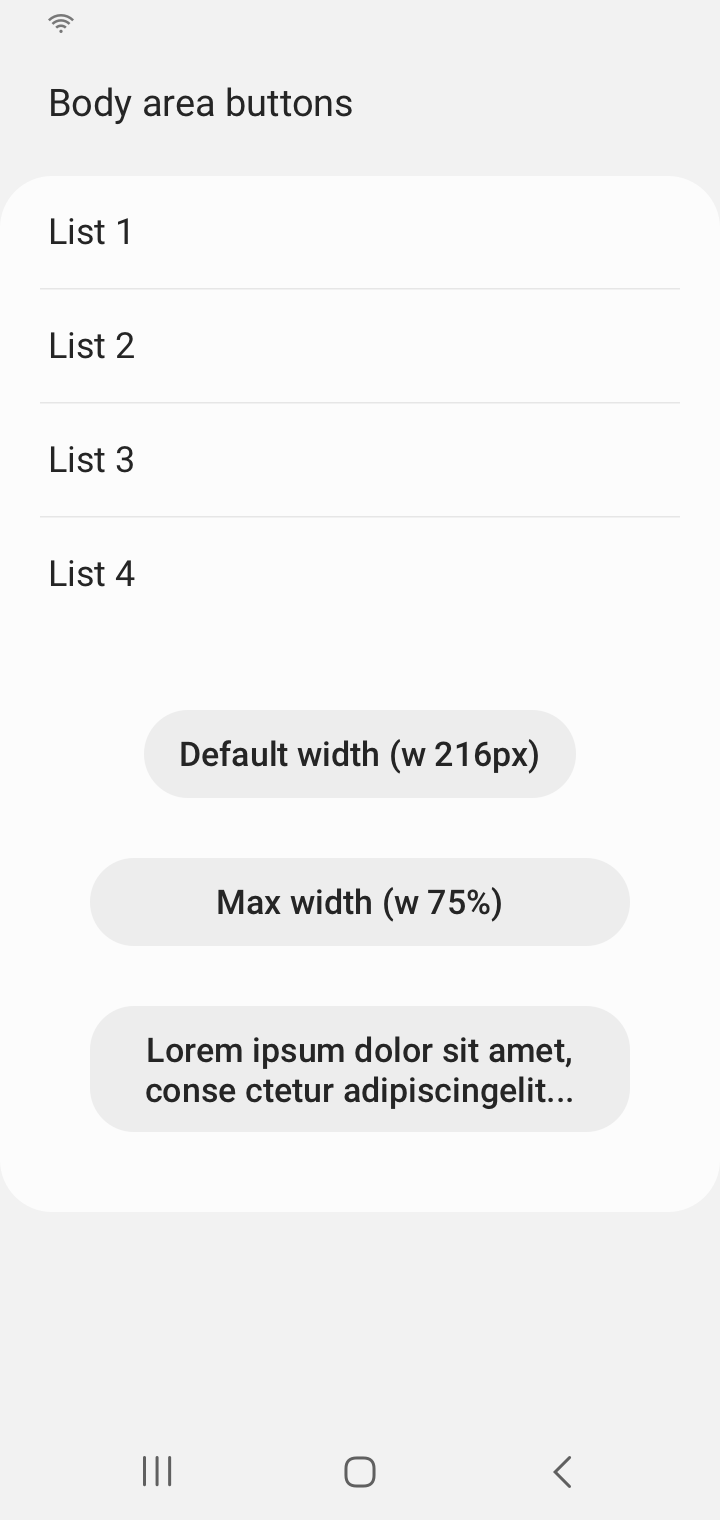 Body area buttons
List 1
List 2
List 3
List 4
Default width (w 216px)
Max width (w 75%)
Lorem ipsum dolor sit amet,
conse ctetur adipiscingelit...